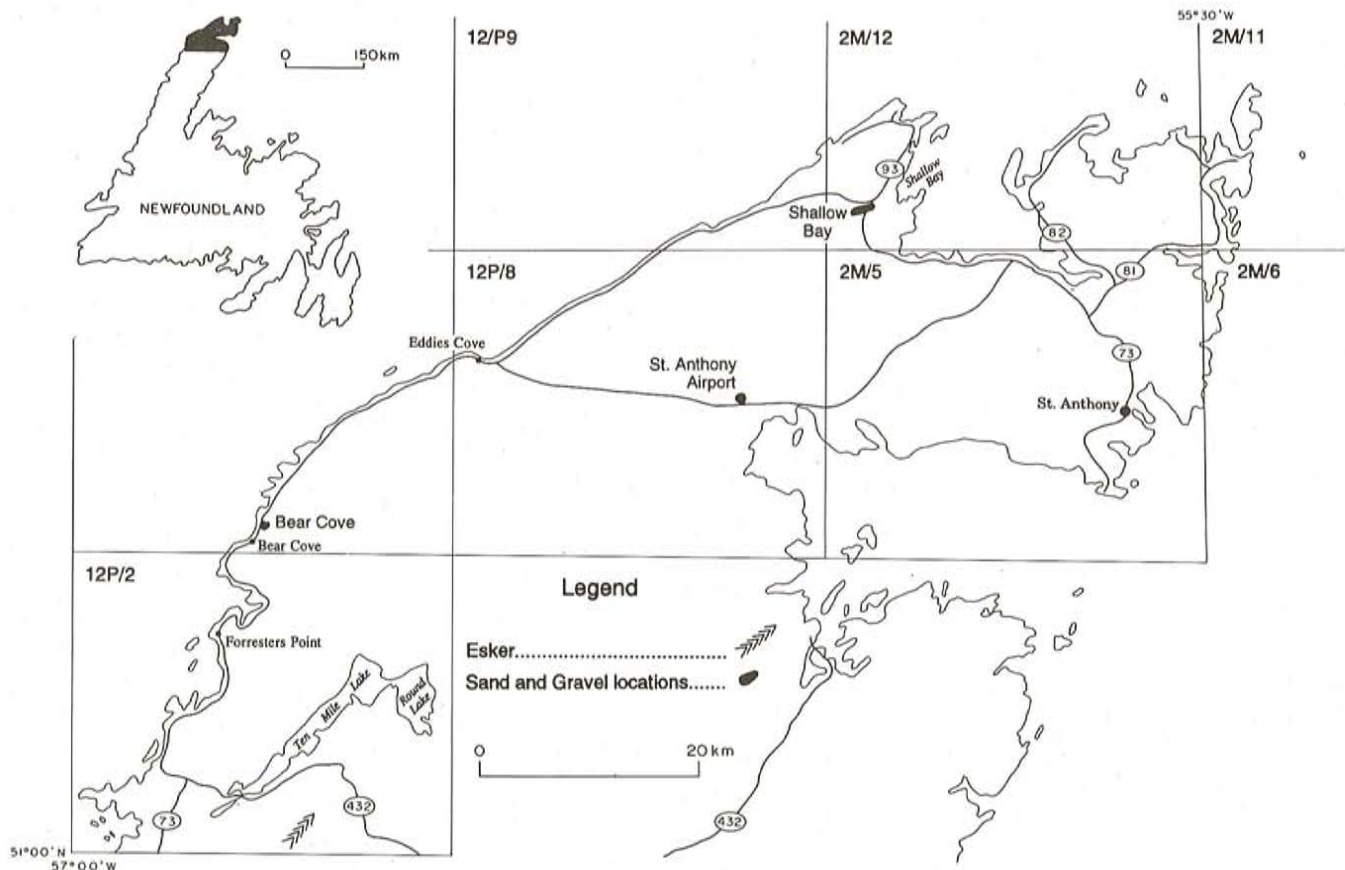 55°30'W
12/P9
2M/12
2M/11
0 150km
93
Shallow
Bay
NEWFOUNDLAND
Shallow
Bay
82
81
12P/8
2M/5
2M/6
Eddies Cove
73
St. Anthony
Airport
St. Anthony
Bear Cove
Bear Cove
12P/2
Legend
Forresters Point
Esker..............................
Sand and Gravel locations.......
Ten Mile Lake
Round
Lake
0 20km
73
432
432
51°00'N
57°00'W